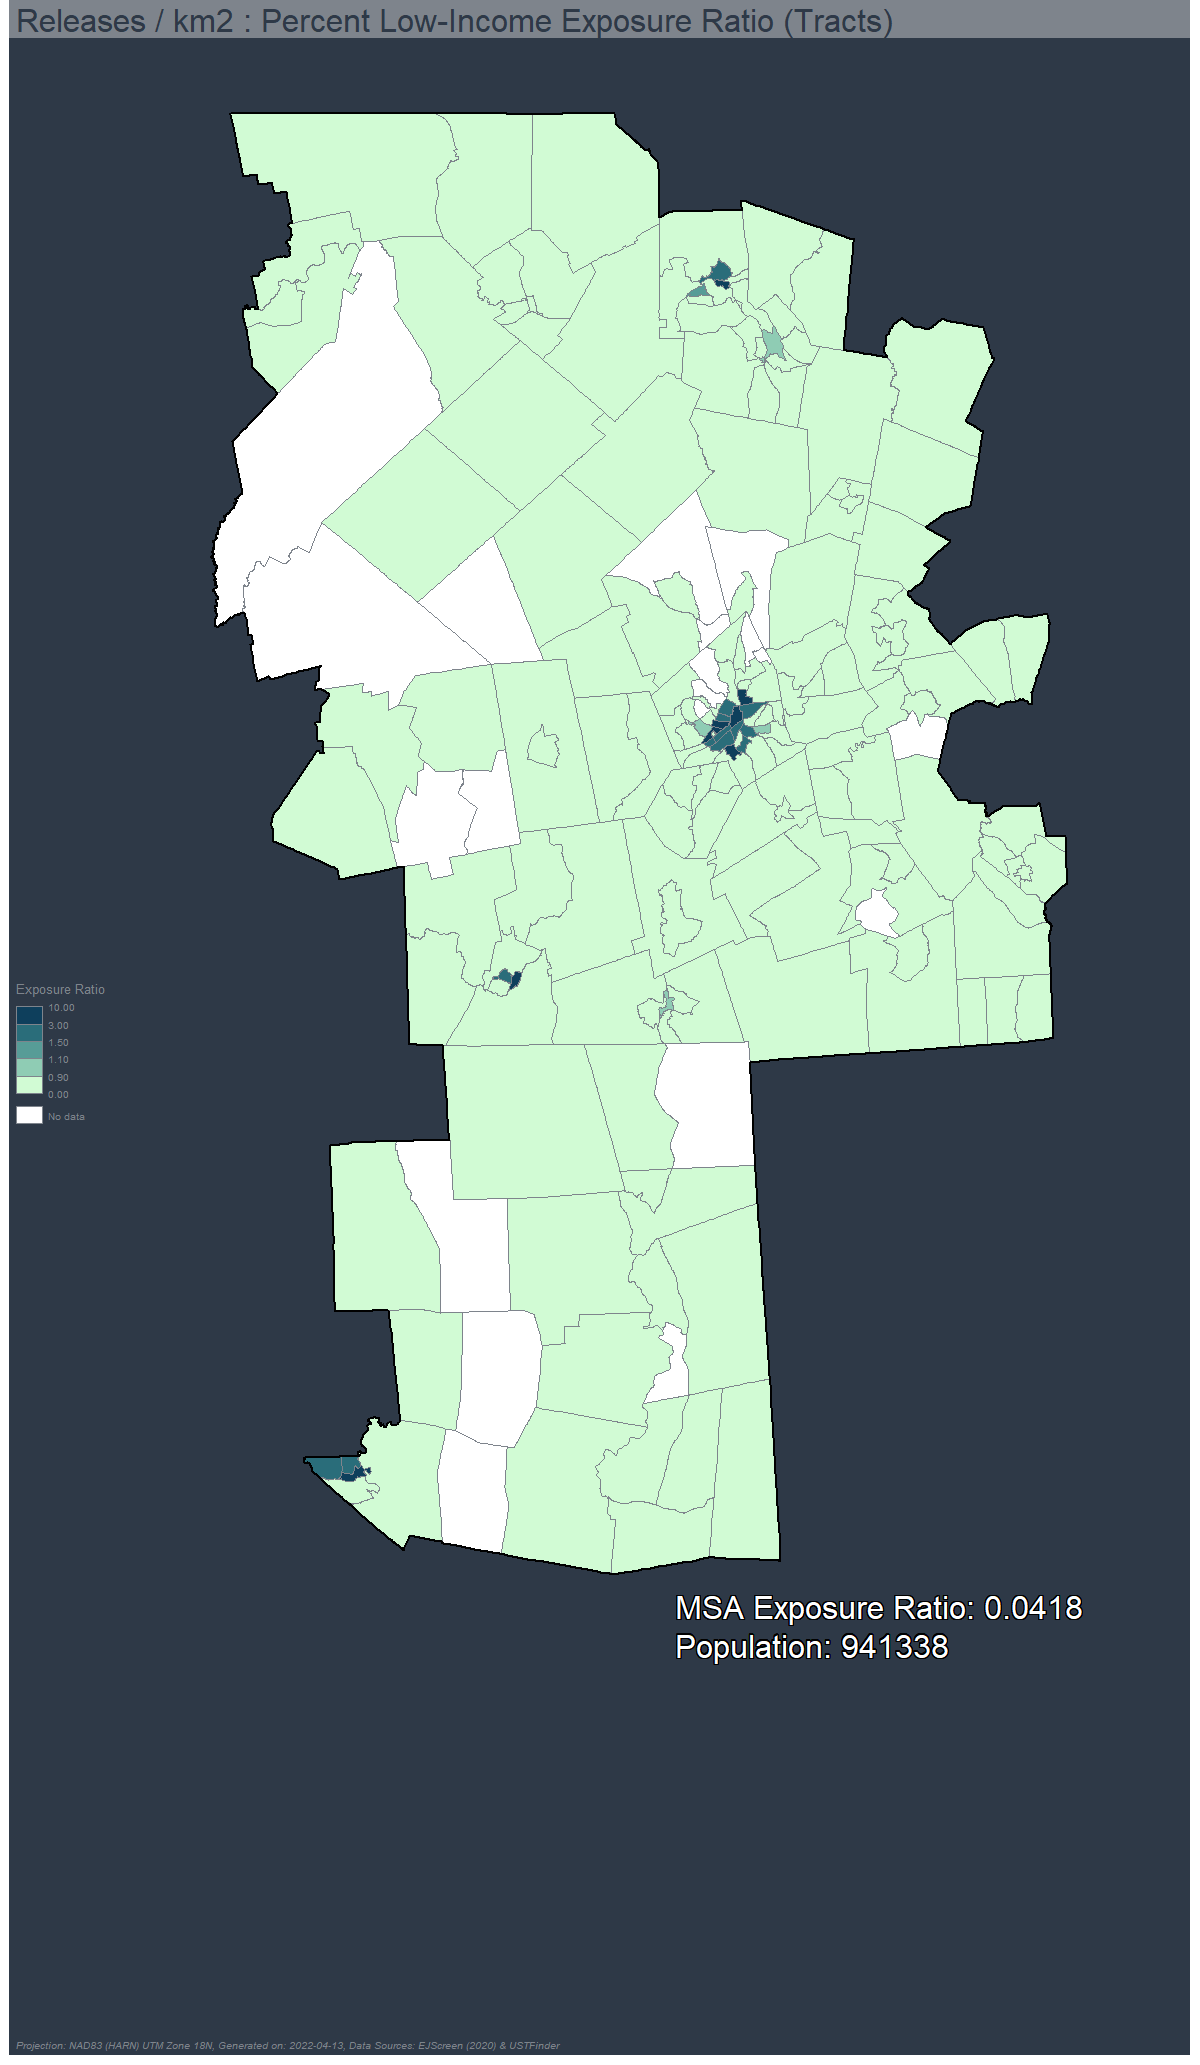 Releases / km2 : Percent Low-Income Exposure Ratio (Tracts)
Exposure Ratio
10.00
3.00
1.50
1.10
0.90
0.00
No data
MSA Exposure Ratio: 0.0418
Population: 941338
Projection: NAD83 (HARN) UTM Zone 18N, Generated on: 2022-04-13, Data Sources: EJScreen (2020) & USTFinder